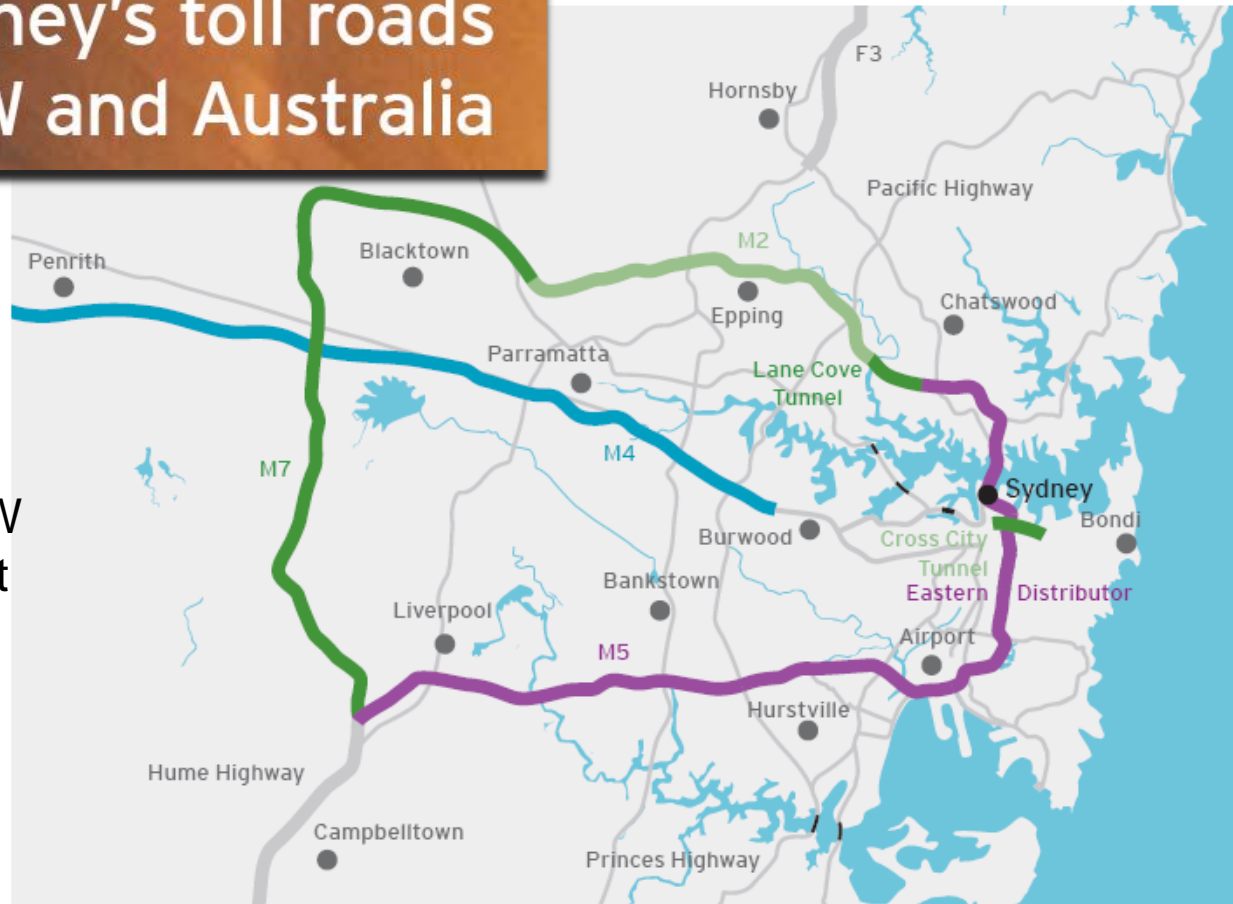 ney's toll roads
W and Australia
F3
Hornsby
Pacific Highway
M2
Penrith
Blacktown
Epping
Chatswood
Parramatta
Lane Cove
Tunnel
M4
M7
W
t
Sydney
Bondi
Burwood
Cross City
Tunnel
Bankstown
Eastern
Distributor
Liverpool
Airport
M5
Hurstville
Hume Highway
Campbelltown
Princes Highway